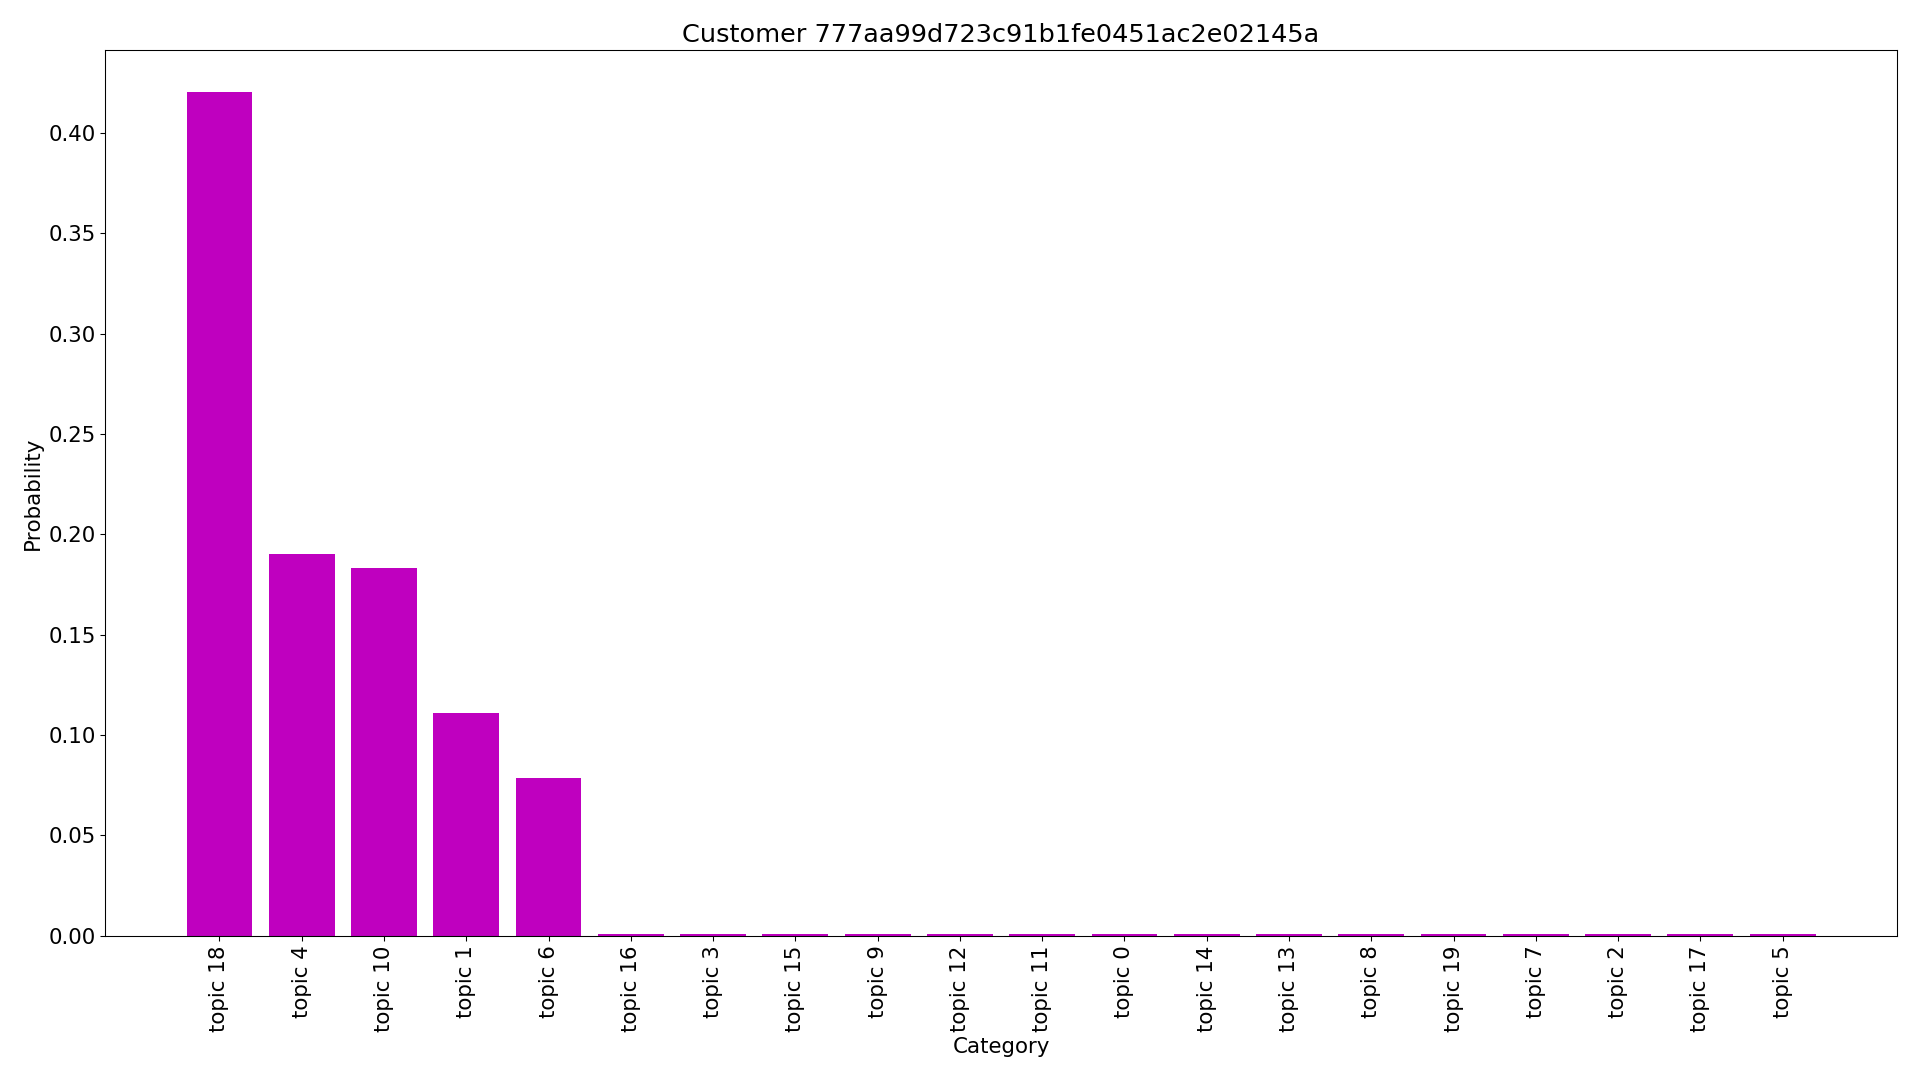 Customer 777aa99d723c91b1fe0451ac2e02145a
Probability
0.40
0.35
0.30
0.25
0.20
0.15
0.10
0.05
0.00
topic 18
topic 4
topic 10
topic 1
topic 6
topic 16
topic 3
topic 15
topic 9
topic 12
topic 11
topic 0
topic 14
topic 13
topic 8
topic 19
topic 7
topic 2
topic 17
topic 5
Category